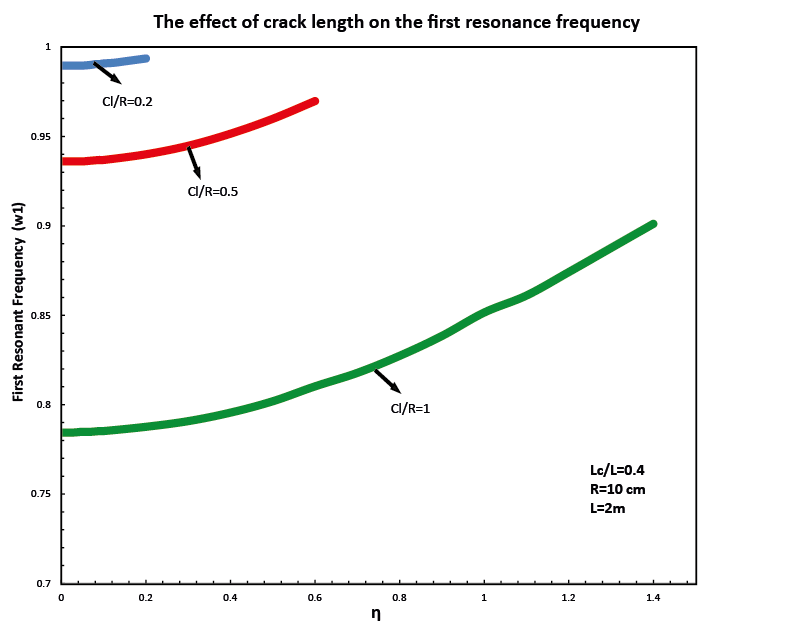 The effect of crack length on the first resonance frequency
1
Cl/R=0.2
0.95
Cl/R=0.5
0.9
First Resonant Frequency (w1)
0.85
0.8
Cl/R=1
Lc/L=0.4
0.75
R=10 cm
L=2m
0.7
0 0.2 0.4 0.6 0.8 1 1.2 1.4
η